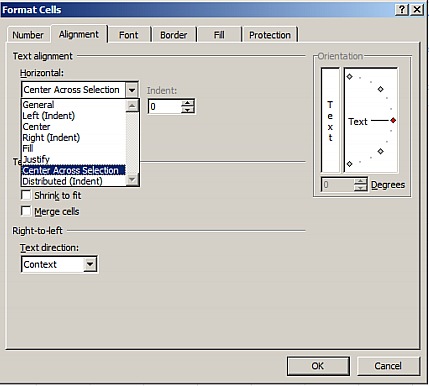 Format Cells
Number Alignment Font Border Fill Protection
Text alignment
Horizontal:
Center Across Selection
Indent:
0
General
Left (Indent)
Center
Right (Indent)
Fill
Justify
Center Across Selection
Distributed (Indent)
Te
Shrink to fit
Merge cells
Right-to-left
Text direction:
Context
Orientation
Text
Text
0 Degrees
OK Cancel